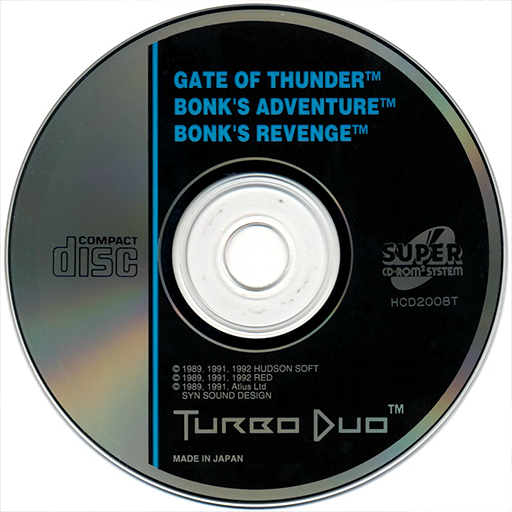 GATE OF THUNDER™
BONK'S ADVENTURE™
BONK'S REVENGE™
COMPACT
disc
SUPER
CD-ROM² SYSTEM
HCD2008T
© 1989, 1991, 1992 HUDSON SOFT
© 1989, 1991, 1992 RED
© 1989, 1991, Atlus Ltd
SYN SOUND DESIGN
TURBO DUO™
MADE IN JAPAN